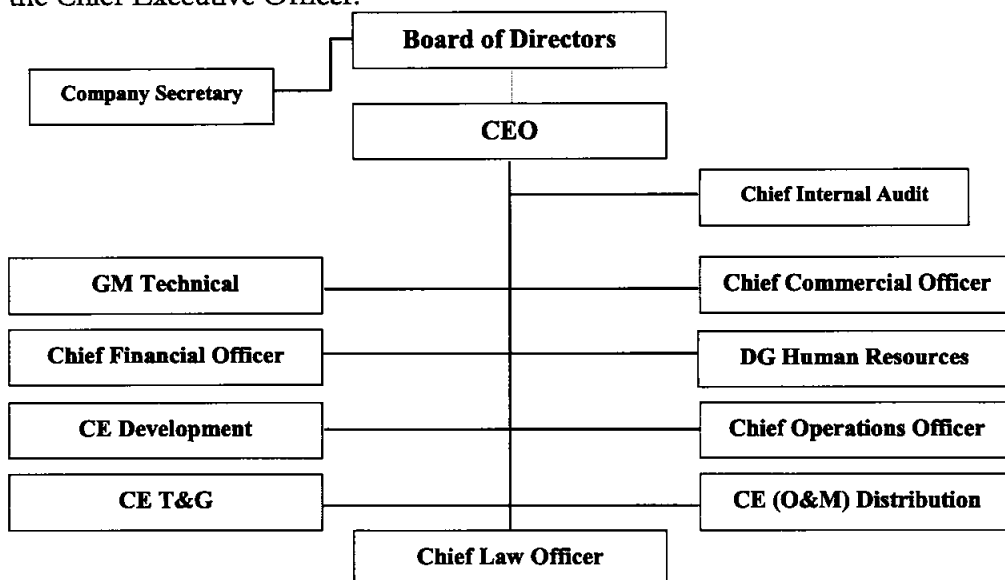 the Chief Executive Officer.
Board of Directors
Company Secretary
CEO
Chief Internal Audit
GM Technical
Chief Commercial Officer
Chief Financial Officer
DG Human Resources
CE Development
Chief Operations Officer
CE T&G
CE (O&M) Distribution
Chief Law Officer